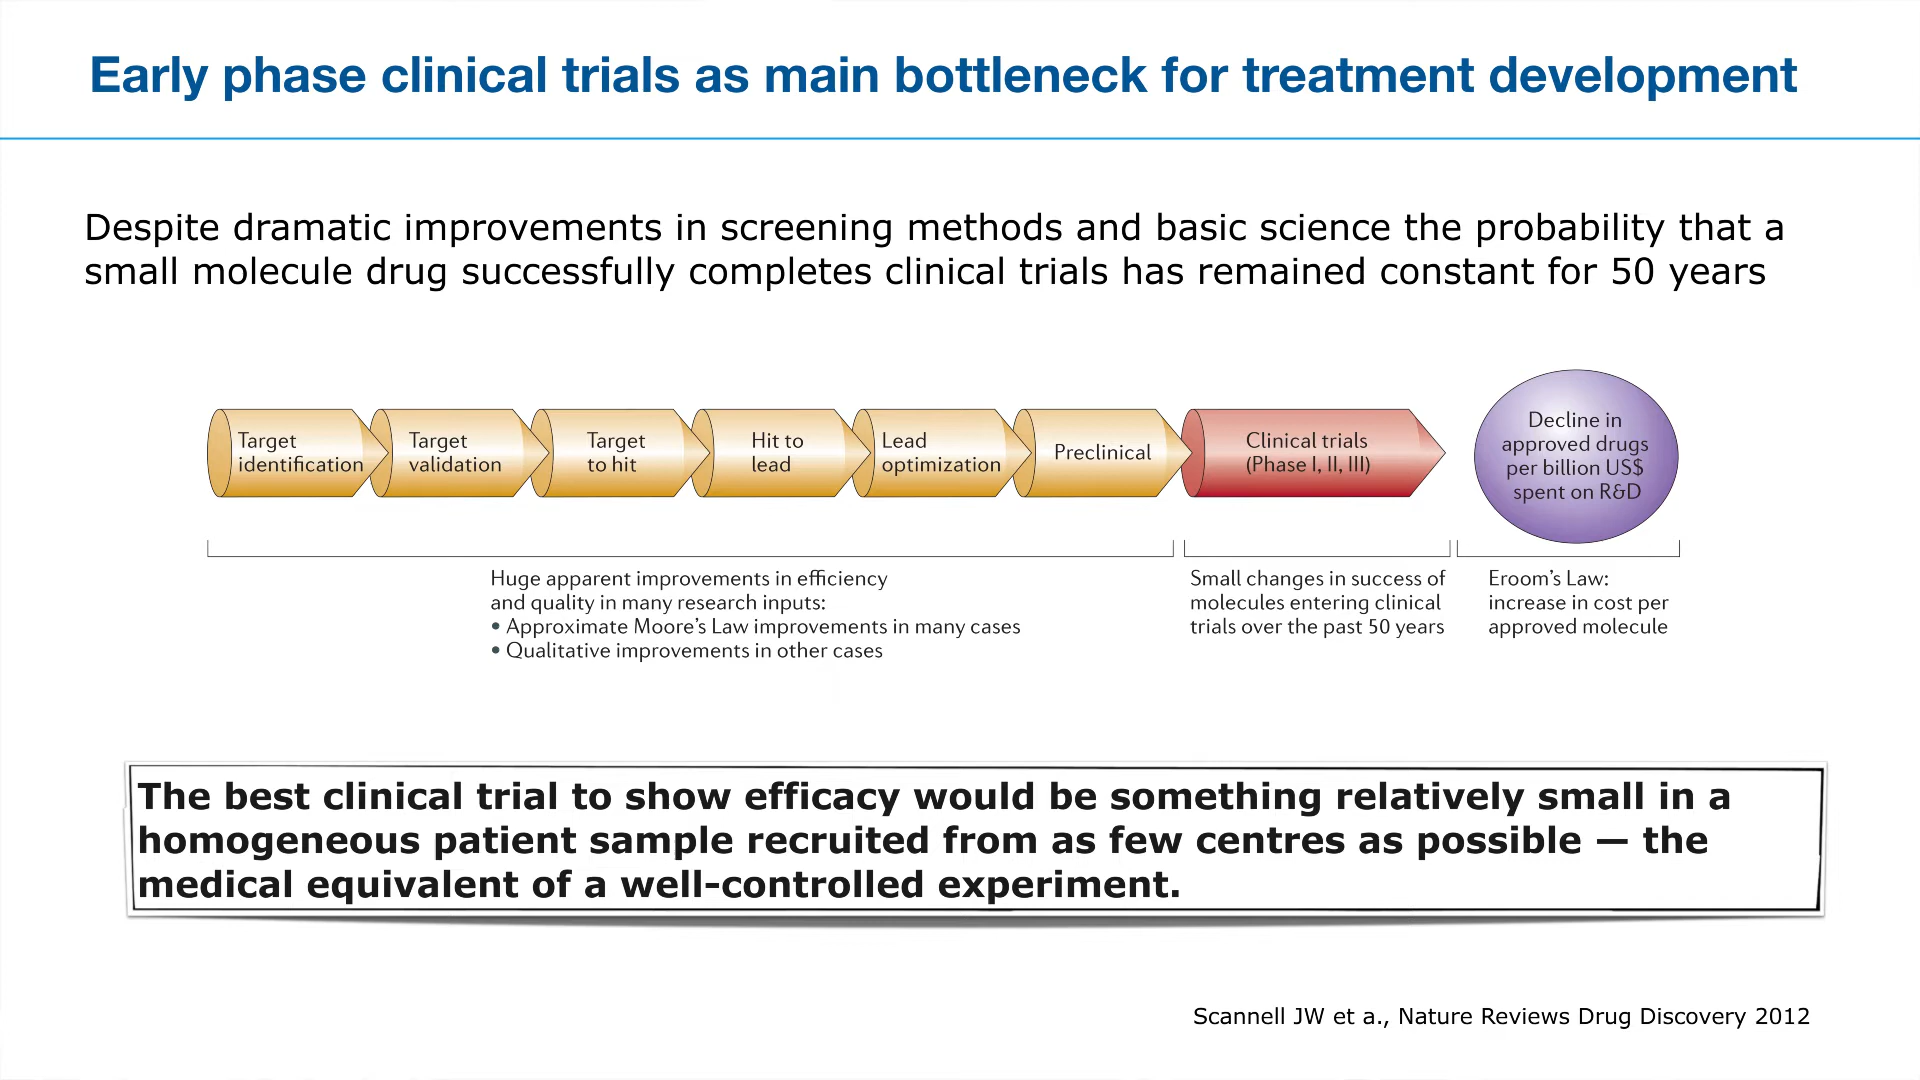 Early phase clinical trials as main bottleneck for treatment development
Despite dramatic improvements in screening methods and basic science the probability that a
small molecule drug successfully completes clinical trials has remained constant for 50 years
Target
identification
Target
validation
Target
to hit
Hit to
lead
Lead
optimization
Preclinical
Clinical trials
(Phase I, II, III)
Decline in
approved drugs
per billion US$
spent on R&D
Huge apparent improvements in efficiency
and quality in many research inputs:
• Approximate Moore's Law improvements in many cases
• Qualitative improvements in other cases
Small changes in success of
molecules entering clinical
trials over the past 50 years
Eroom's Law:
increase in cost per
approved molecule
The best clinical trial to show efficacy would be something relatively small in a
homogeneous patient sample recruited from as few centres as possible — the
medical equivalent of a well-controlled experiment.
Scannell JW et a., Nature Reviews Drug Discovery 2012